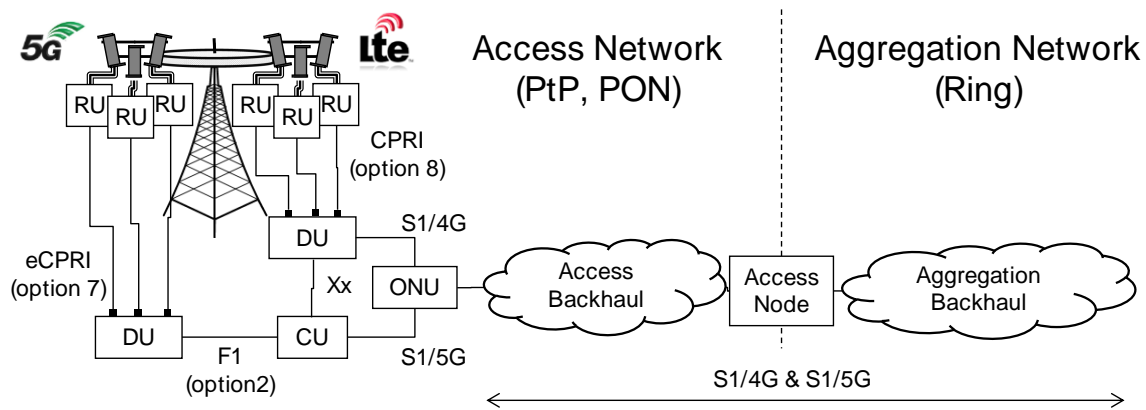 5G
Lte
Access Network
(PtP, PON)
Aggregation Network
(Ring)
RU
RU
RU
RU
RU
RU
CPRI
(option 8)
eCPRI
(option 7)
DU
S1/4G
Xx
ONU
DU
F1
(option2)
CU
S1/5G
Access
Backhaul
Access
Node
Aggregation
Backhaul
S1/4G & S1/5G